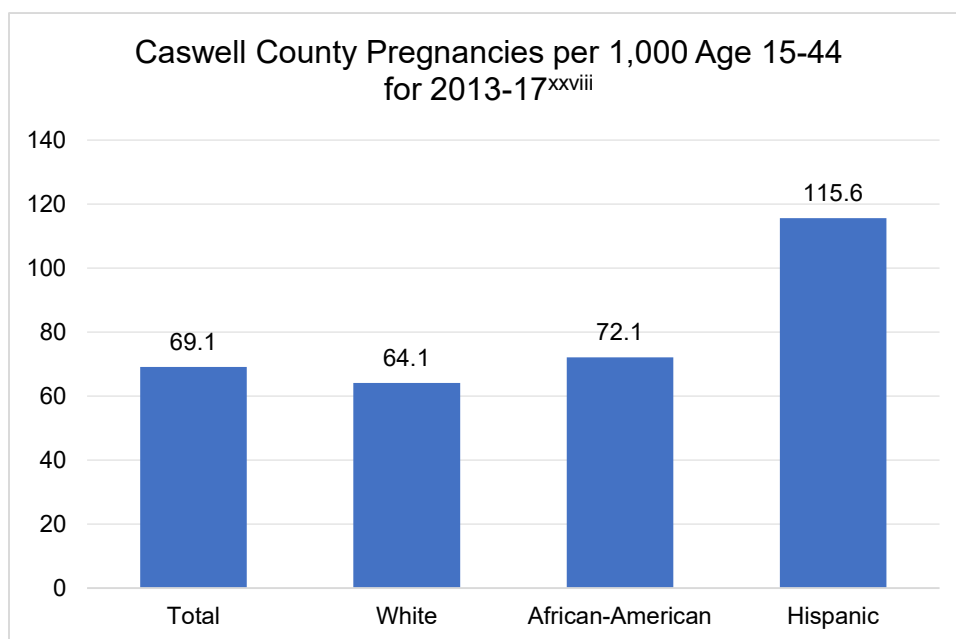 Caswell County Pregnancies per 1,000 Age 15-44
for 2013-17xxviii
140
120
100
80
60
40
20
0
69.1
64.1
72.1
115.6
Total
White
African-American
Hispanic